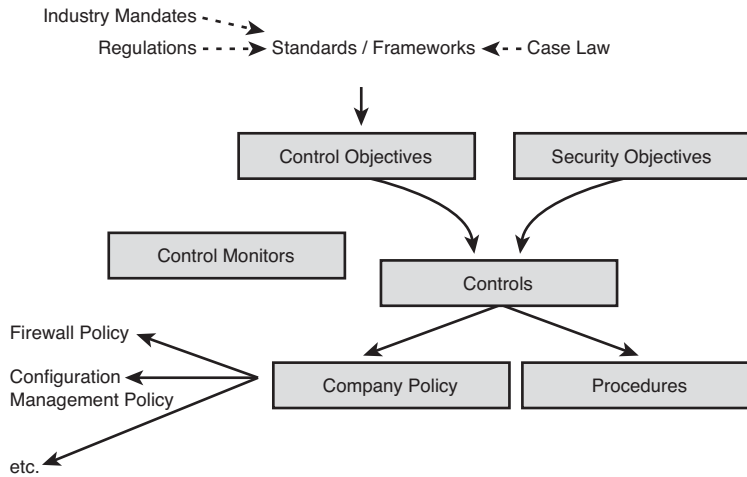 Industry Mandates
Regulations
Standards / Frameworks
Case Law
Control Objectives
Security Objectives
Control Monitors
Controls
Firewall Policy
Configuration
Management Policy
Company Policy
Procedures
etc.